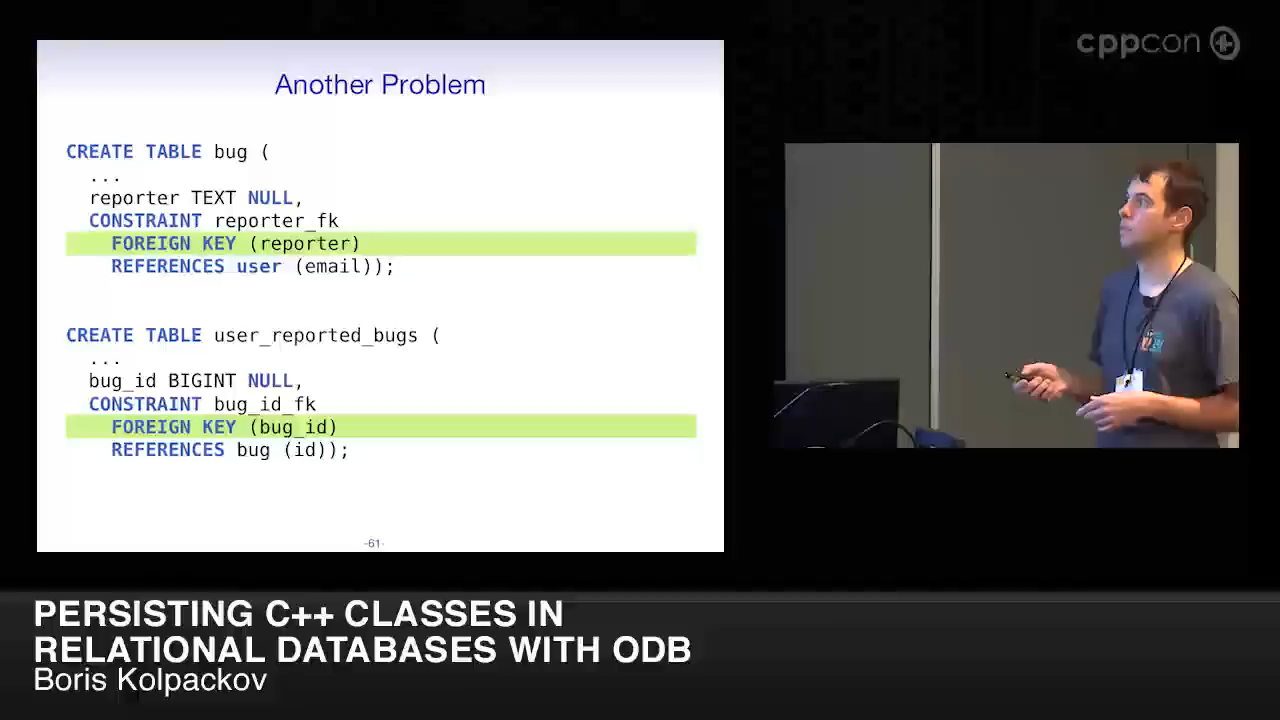 cppcon
Another Problem
CREATE TABLE bug (
...
reporter TEXT NULL,
CONSTRAINT reporter_fk
FOREIGN KEY (reporter)
REFERENCES user (email));
CREATE TABLE user_reported_bugs (
...
bug_id BIGINT NULL,
CONSTRAINT bug_id_fk
FOREIGN KEY (bug_id)
REFERENCES bug (id));
-61-
PERSISTING C++ CLASSES IN
RELATIONAL DATABASES WITH ODB
Boris Kolpackov